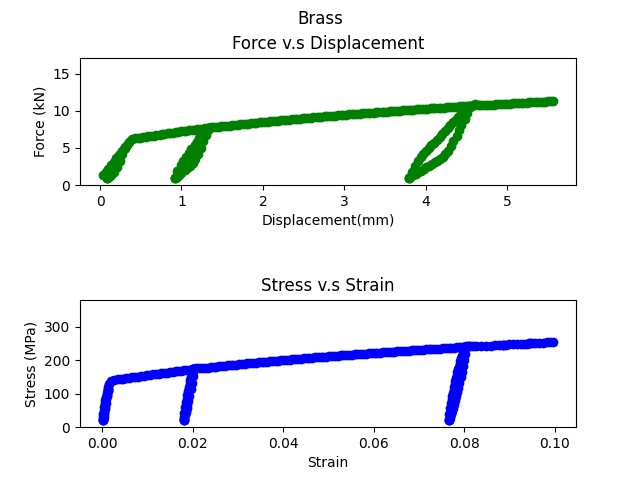 Brass
Force v.s Displacement
15
10
5
0
Force (kN)
0 1 2 3 4 5
Displacement(mm)
Stress v.s Strain
300
200
100
0
Stress (MPa)
0.00 0.02 0.04 0.06 0.08 0.10
Strain